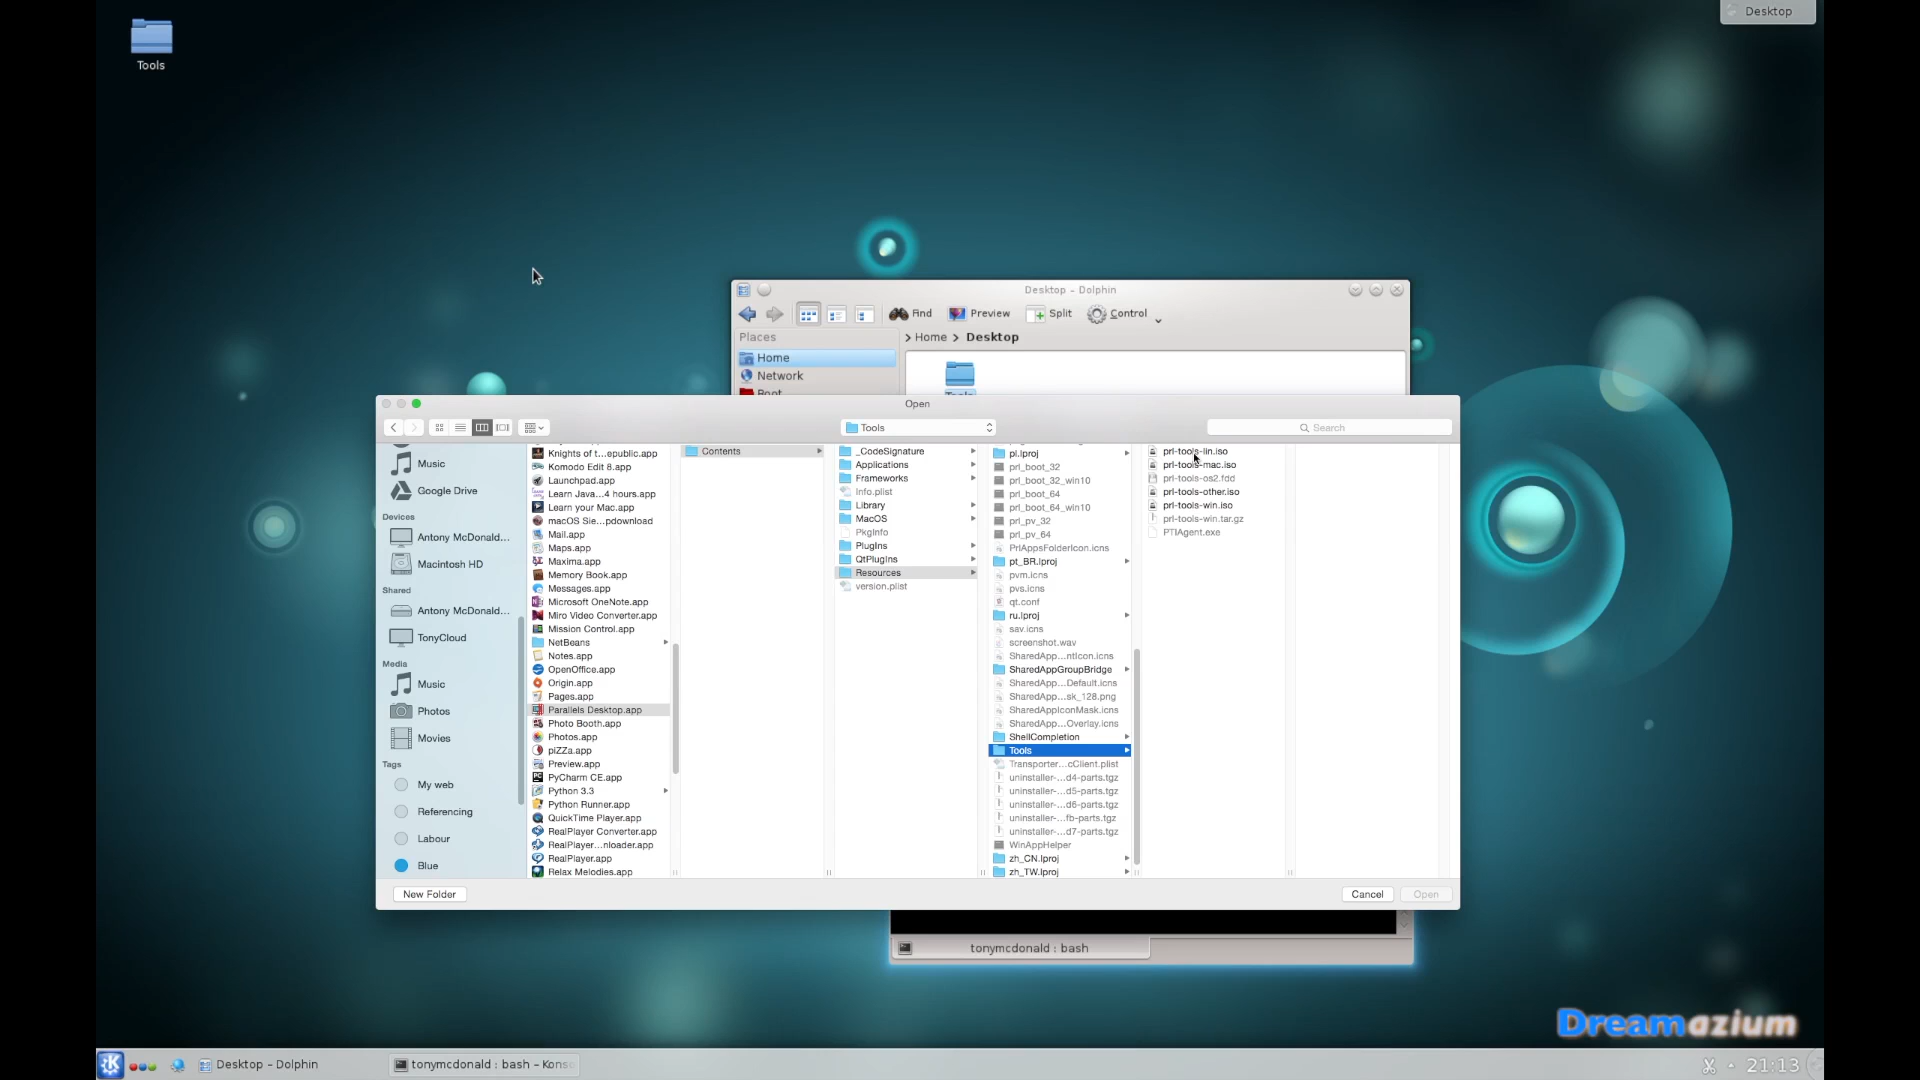 Desktop
Tools
Desktop – Dolphin
Find
Preview
Split
Control
Places
> Home > Desktop
Home
Network
Open
Tools
Search
Music
Google Drive
Devices
Antony McDonald...
Macintosh HD
Shared
Antony McDonald...
TonyCloud
Media
Music
Photos
Movies
Tags
My web
Referencing
Labour
Blue
Knights of t...epublic.app
Komodo Edit 8.app
Launchpad.app
Learn Java...4 hours.app
Learn your Mac.app
macOS Sie...pdownload
Mail.app
Maps.app
Maxima.app
Memory Book.app
Messages.app
Microsoft OneNote.app
Miro Video Converter.app
Mission Control.app
NetBeans
Notes.app
OpenOffice.app
Origin.app
Pages.app
Parallels Desktop.app
Photo Booth.app
Photos.app
piZZa.app
Preview.app
PyCharm CE.app
Python 3.3
Python Runner.app
QuickTime Player.app
RealPlayer Converter.app
RealPlayer...nloader.app
RealPlayer.app
Relax Melodies.app
Contents
_CodeSignature
Applications
Frameworks
Info.plist
Library
MacOS
PkgInfo
PlugIns
QtPlugIns
Resources
version.plist
pl.lproj
prl_boot_32
prl_boot_32_win10
prl_boot_64
prl_boot_64_win10
prl_pv_32
prl_pv_64
PrlAppsFolderIcon.icns
pt_BR.lproj
pvm.icns
pvs.icns
qt.conf
ru.lproj
sav.icns
screenshot.wav
SharedApp...ntIcon.icns
SharedAppGroupBridge
SharedApp...Default.icns
SharedApp...sk_128.png
SharedAppIconMask.icns
SharedApp...Overlay.icns
ShellCompletion
Tools
Transporter...cClient.plist
uninstaller-...d4-parts.tgz
uninstaller-...d5-parts.tgz
uninstaller-...d6-parts.tgz
uninstaller-...fb-parts.tgz
uninstaller-...d7-parts.tgz
WinAppHelper
zh_CN.lproj
zh_TW.lproj
prl-tools-lin.iso
prl-tools-mac.iso
prl-tools-os2.fdd
prl-tools-other.iso
prl-tools-win.iso
prl-tools-win.tar.gz
PTIAgent.exe
New Folder
Cancel
Open
tonymcdonald : bash
Dreamazium
Desktop – Dolphin
tonymcdonald : bash – Kons
21:13